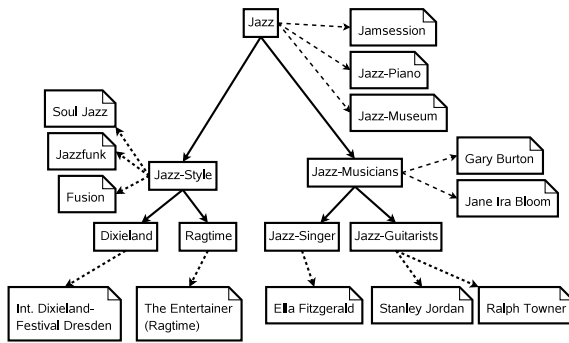 Jazz
Jamsession
Jazz-Piano
Jazz-Museum
Soul Jazz
Jazzfunk
Fusion
Jazz-Style
Jazz-Musicians
Gary Burton
Jane Ira Bloom
Dixieland
Ragtime
Jazz-Singer
Jazz-Guitarists
Int. Dixieland-
Festival Dresden
The Entertainer
(Ragtime)
Ella Fitzgerald
Stanley Jordan
Ralph Towner